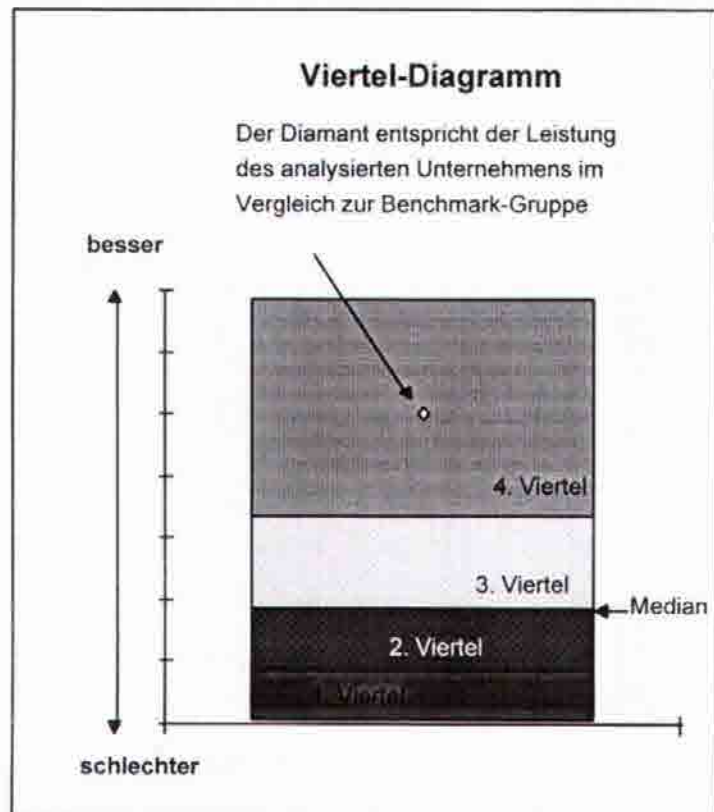 Viertel-Diagramm
Der Diamant entspricht der Leistung
des analysierten Unternehmens im
Vergleich zur Benchmark-Gruppe
besser
4. Viertel
3. Viertel
Median
2. Viertel
1. Viertel
schlechter